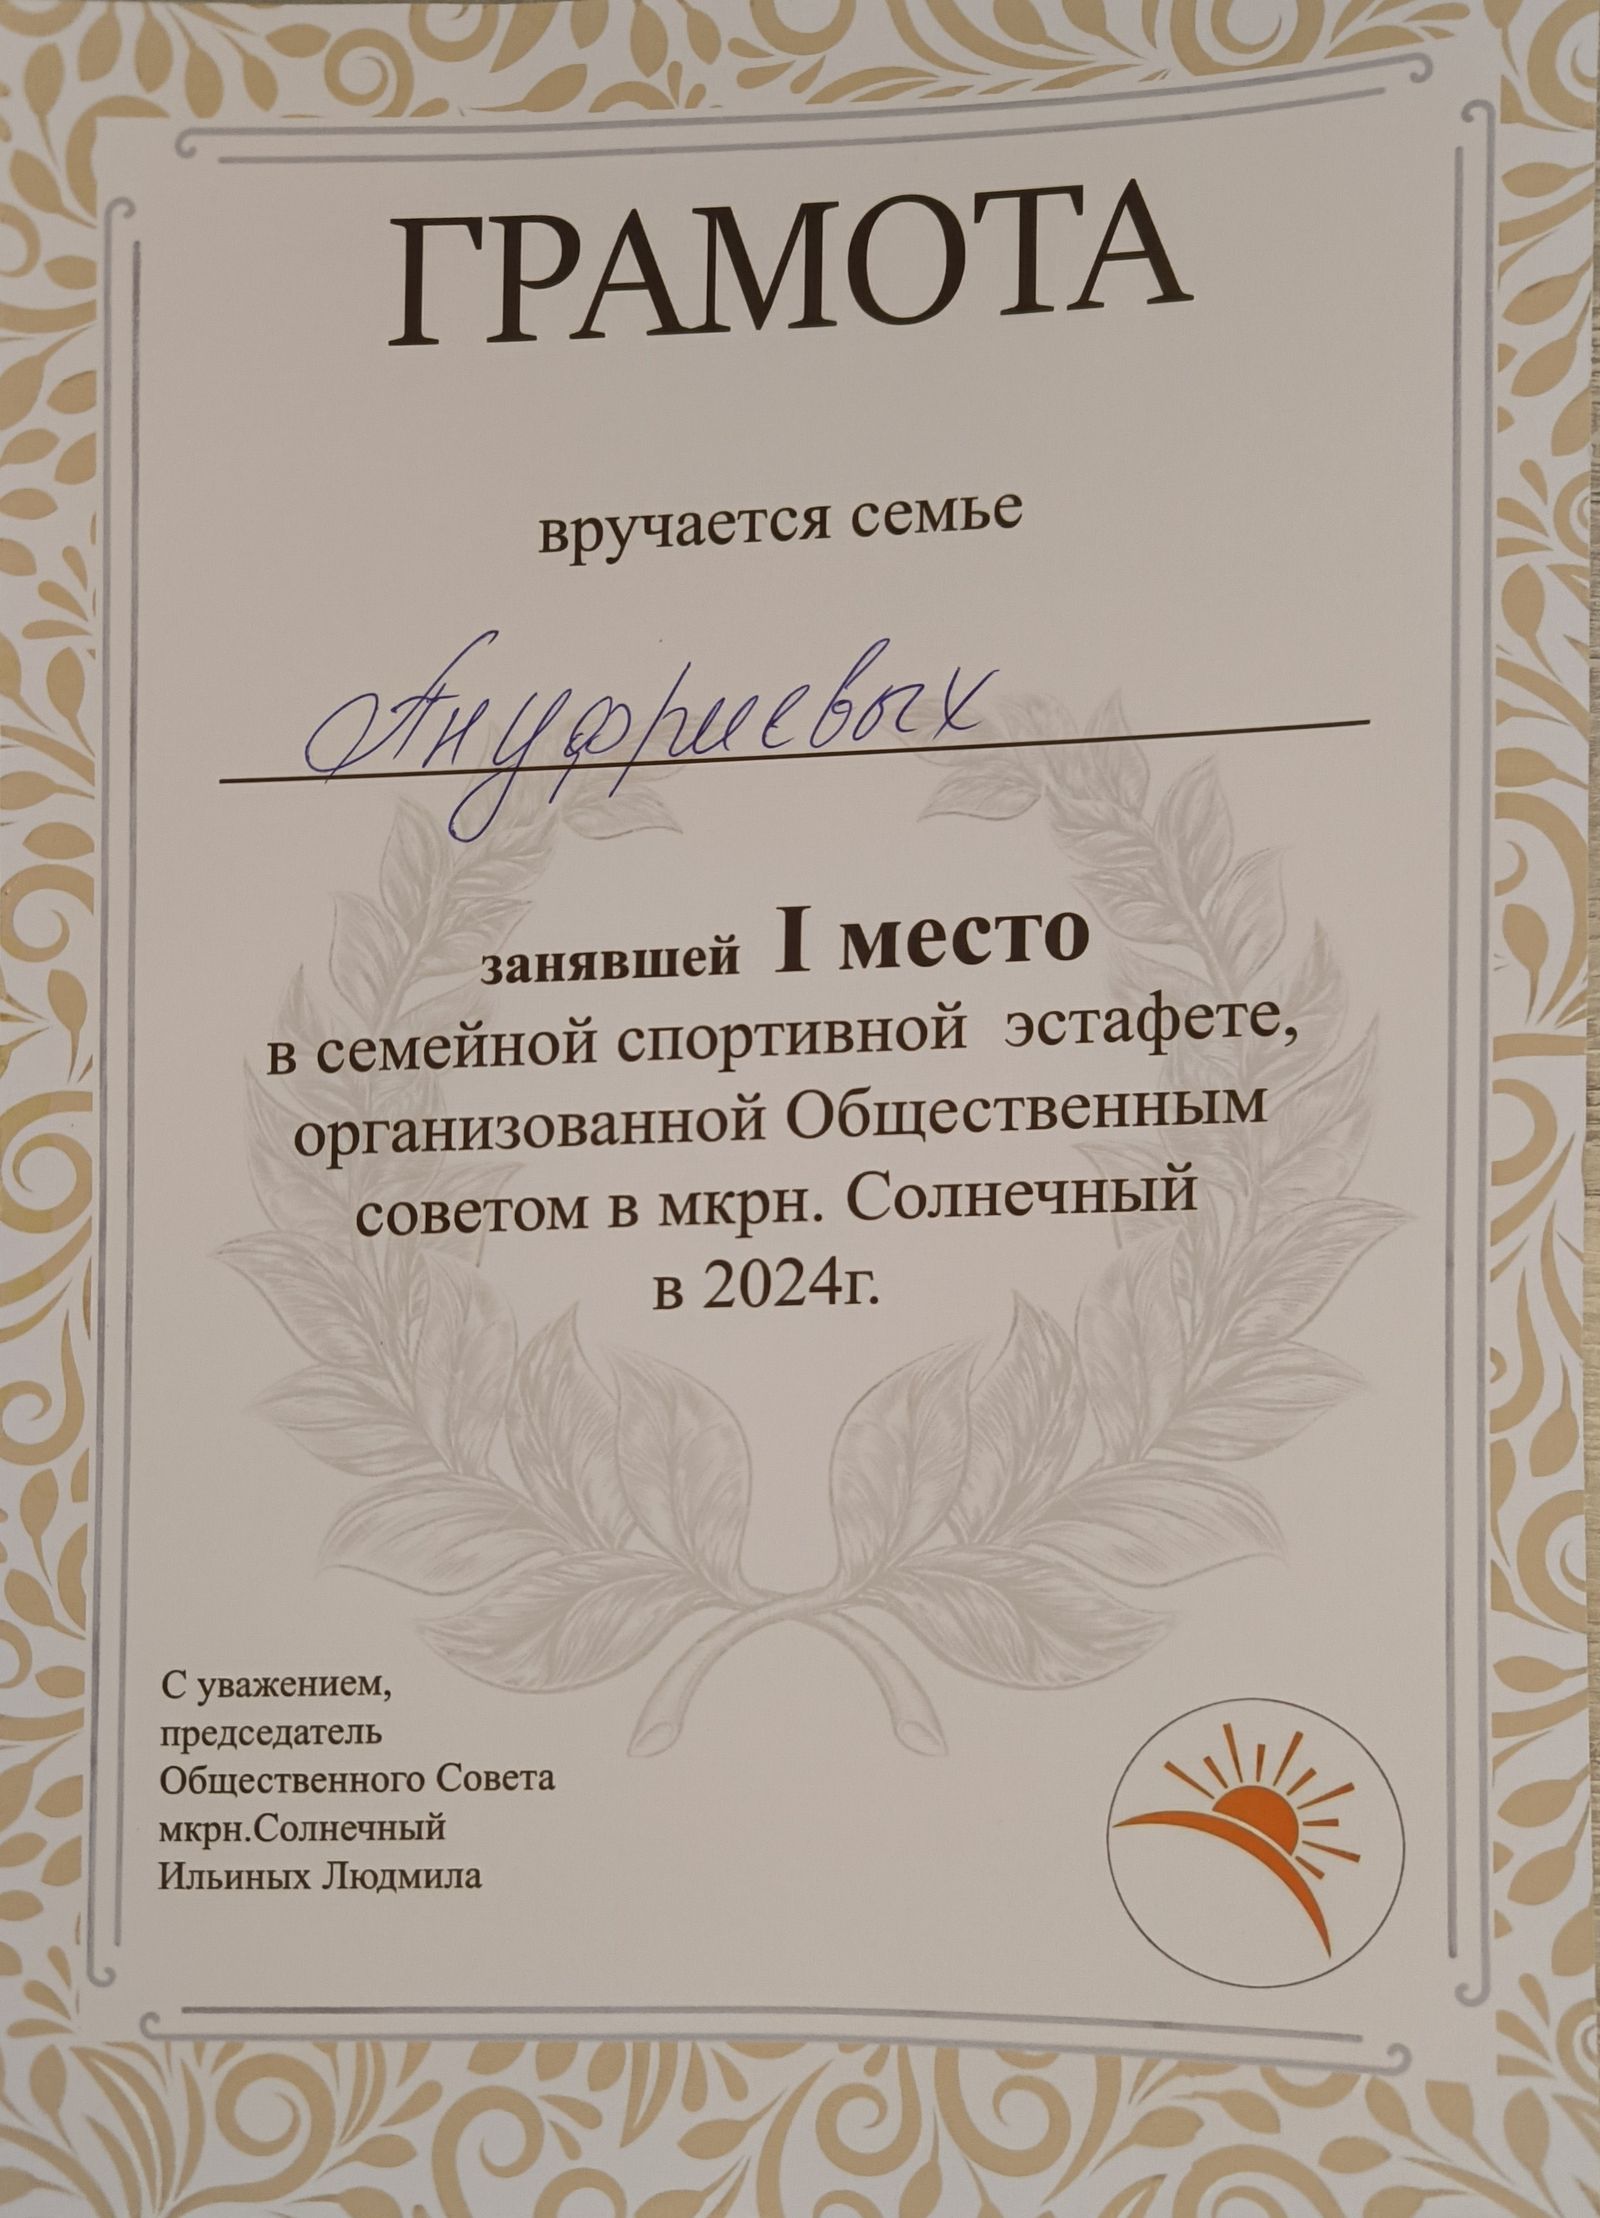 ГРАМОТА
вручается семье
Ануфриевых
занявшей I место
в семейной спортивной эстафете,
организованной Общественным
советом в мкрн. Солнечный
в 2024г.
С уважением,
председатель
Общественного Совета
мкрн.Солнечный
Ильиных Людмила